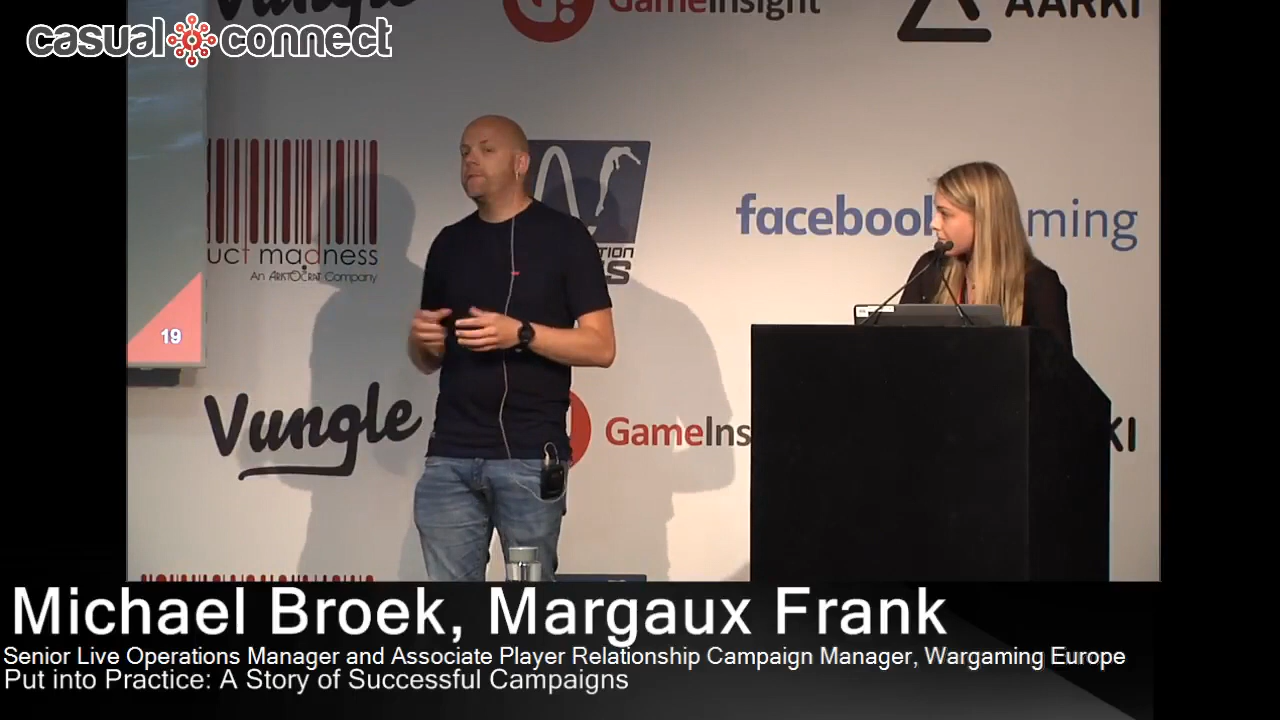 Vungle
GameInsight
AARKI
casual connect
uct madness
An ARISTOCRAT Company
facebook
ming
19
Vungle
GameIns
KI
Michael Broek, Margaux Frank
Senior Live Operations Manager and Associate Player Relationship Campaign Manager, Wargaming Europe
Put into Practice: A Story of Successful Campaigns